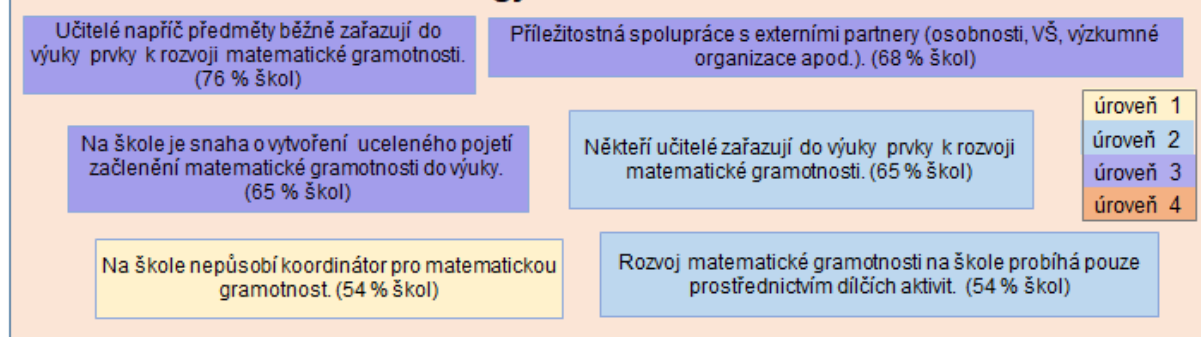 Učitelé napříč předměty běžně zařazují do
výuky prvky k rozvoji matematické gramotnosti.
(76 % škol)
Příležitostná spolupráce s externími partnery (osobnosti, VŠ, výzkumné
organizace apod.). (68 % škol)
Na škole je snaha o vytvoření uceleného pojetí
začlenění matematické gramotnosti do výuky.
(65 % škol)
Někteří učitelé zařazují do výuky prvky k rozvoji
matematické gramotnosti. (65 % škol)
úroveň 1
úroveň 2
úroveň 3
úroveň 4
Na škole nepůsobí koordinátor pro matematickou
gramotnost. (54 % škol)
Rozvoj matematické gramotnosti na škole probíhá pouze
prostřednictvím dílčích aktivit. (54 % škol)